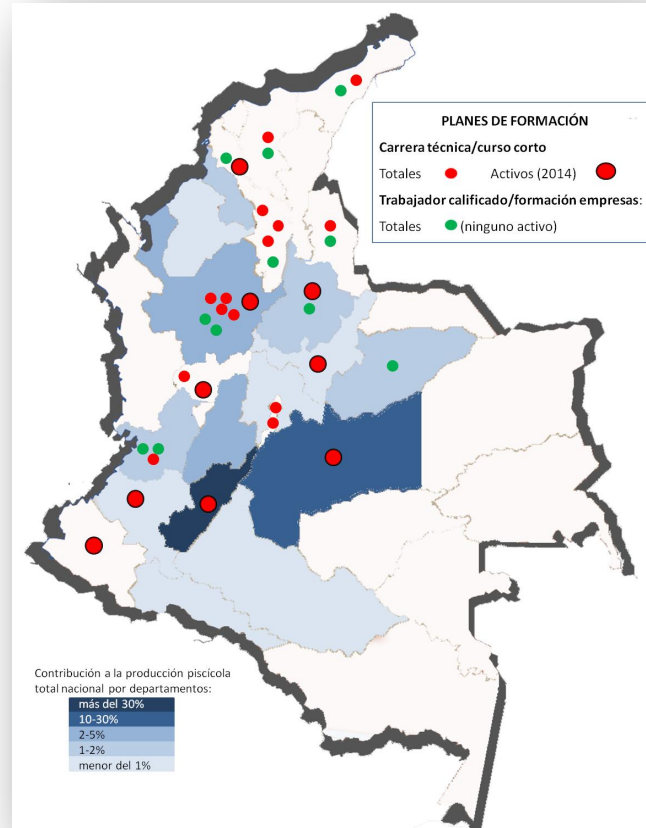 PLANES DE FORMACIÓN
Carrera técnica/curso corto
Totales Activos (2014)
Trabajador calificado/formación empresas:
Totales (ninguno activo)
Contribución a la producción piscícola
total nacional por departamentos:
más del 30%
10-30%
2-5%
1-2%
menor del 1%